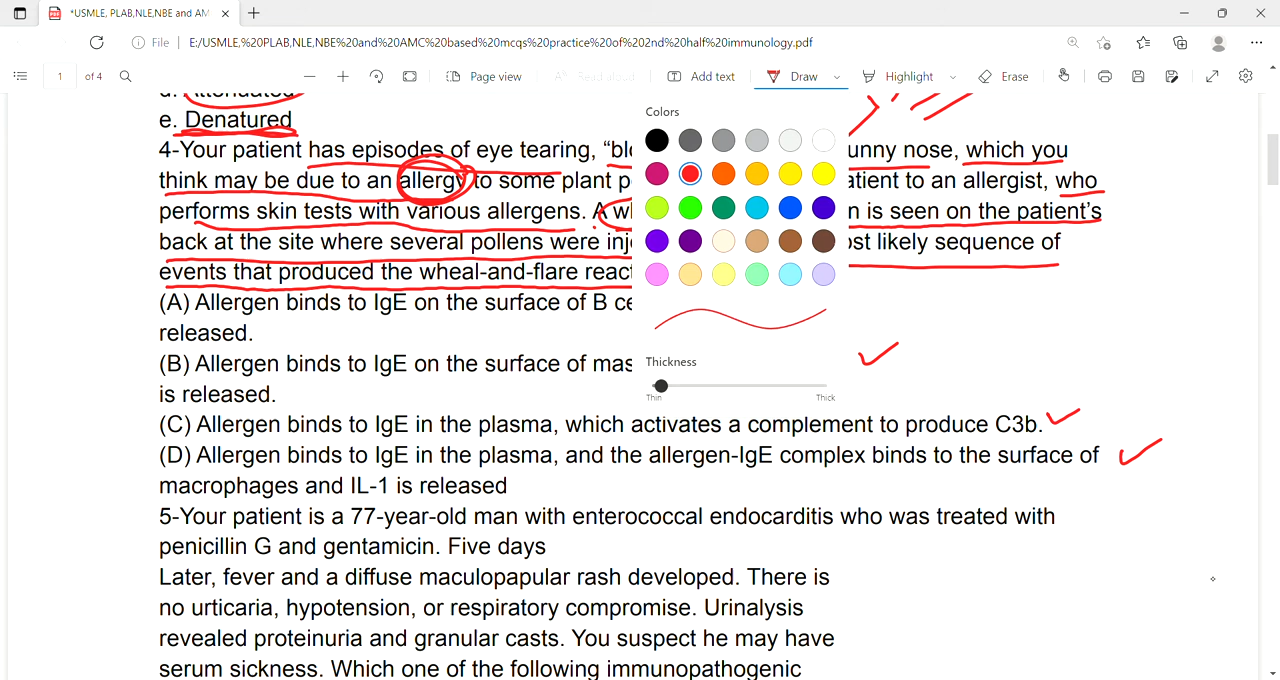 *USMLE, PLAB,NLE,NBE and AM
File
E:/USMLE,%20PLAB,NLE,NBE%20and%20AMC%20based%20mcqs%20practice%20of%202nd%20half%20immunology.pdf
1 of 4
Page view
Read aloud
Add text
Draw
Highlight
Erase
Colors
Thickness
Thin Thick
d. Attenuated
e. Denatured
4-Your patient has episodes of eye tearing, “blo unny nose, which you
think may be due to an allergy to some plant p atient to an allergist, who
performs skin tests with various allergens. A wh n is seen on the patient’s
back at the site where several pollens were inj ost likely sequence of
events that produced the wheal-and-flare react
(A) Allergen binds to IgE on the surface of B ce
released.
(B) Allergen binds to IgE on the surface of mas
is released.
(C) Allergen binds to IgE in the plasma, which activates a complement to produce C3b.
(D) Allergen binds to IgE in the plasma, and the allergen-IgE complex binds to the surface of
macrophages and IL-1 is released
5-Your patient is a 77-year-old man with enterococcal endocarditis who was treated with
penicillin G and gentamicin. Five days
Later, fever and a diffuse maculopapular rash developed. There is
no urticaria, hypotension, or respiratory compromise. Urinalysis
revealed proteinuria and granular casts. You suspect he may have
serum sickness. Which one of the following immunopathogenic